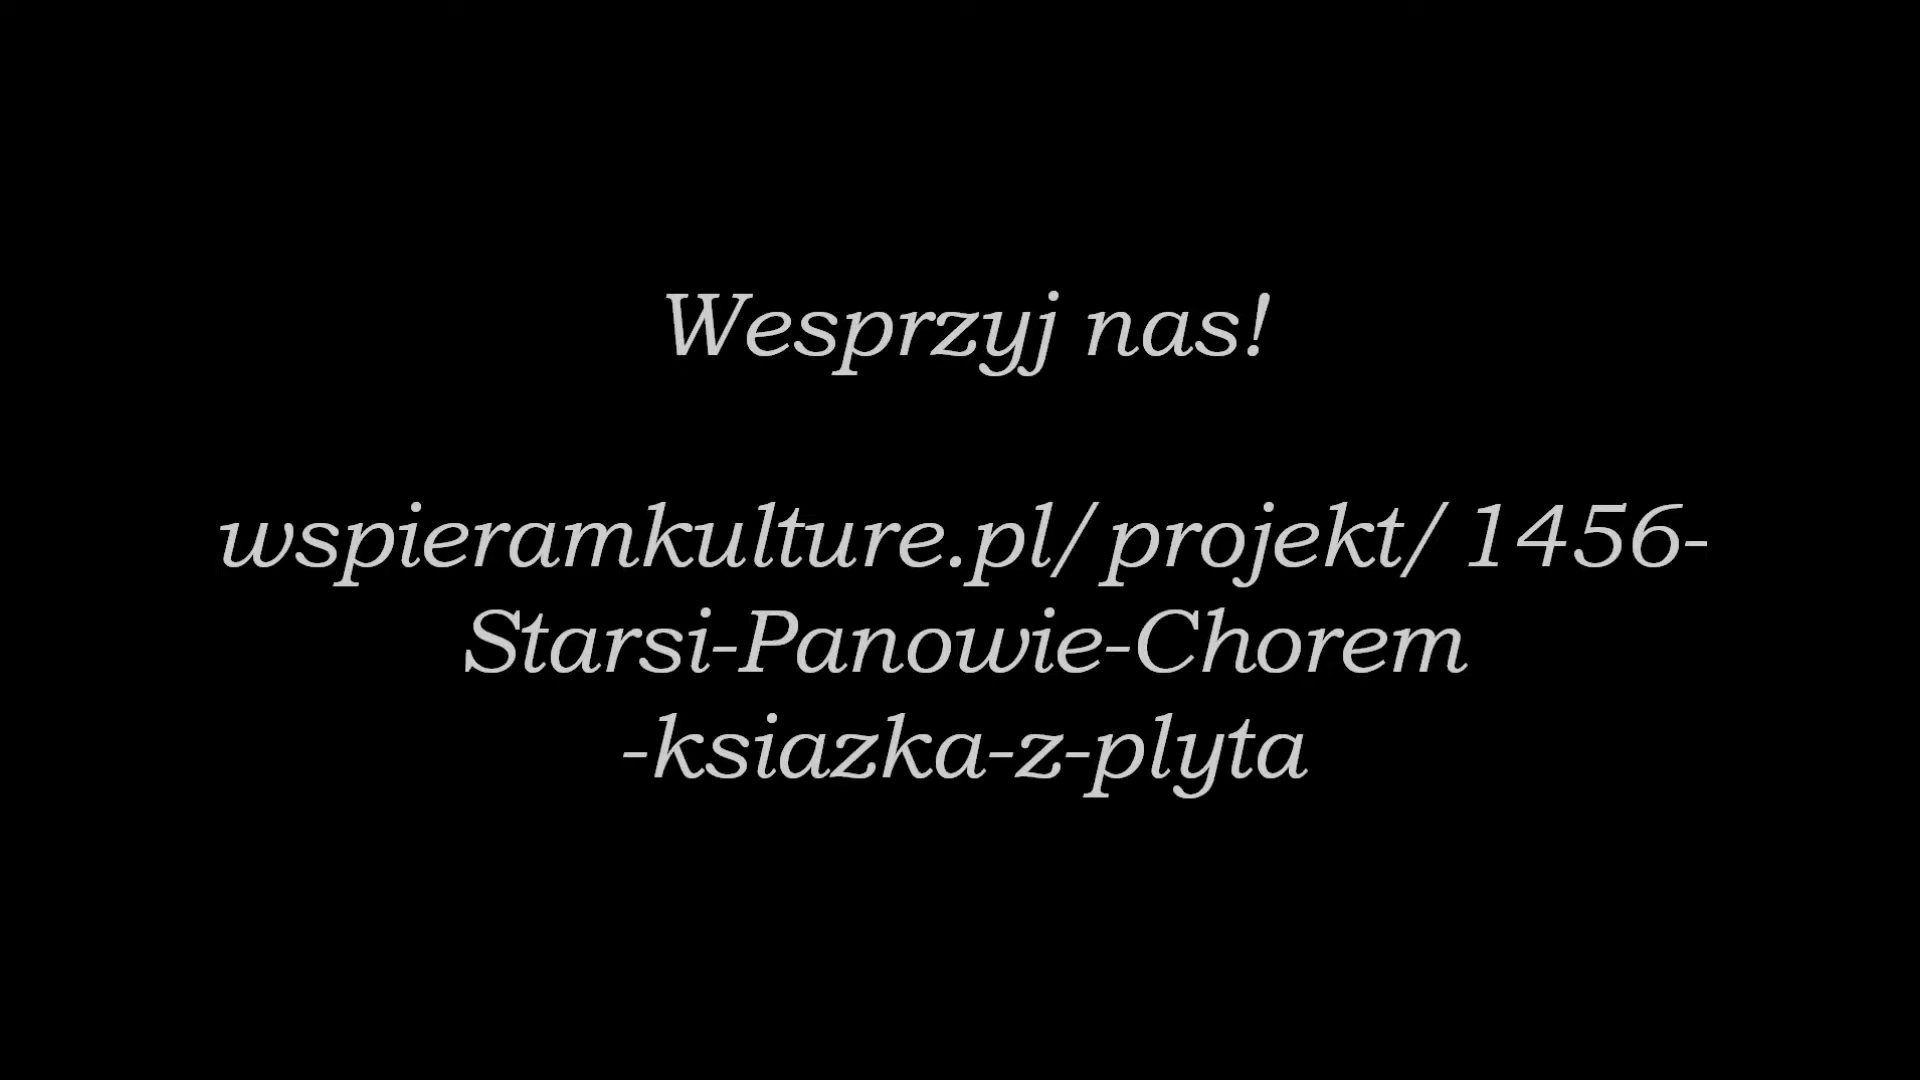 Wesprzyj nas!
wspieramkulture.pl/projekt/1456-
Starsi-Panowie-Chorem
-ksiazka-z-plyta